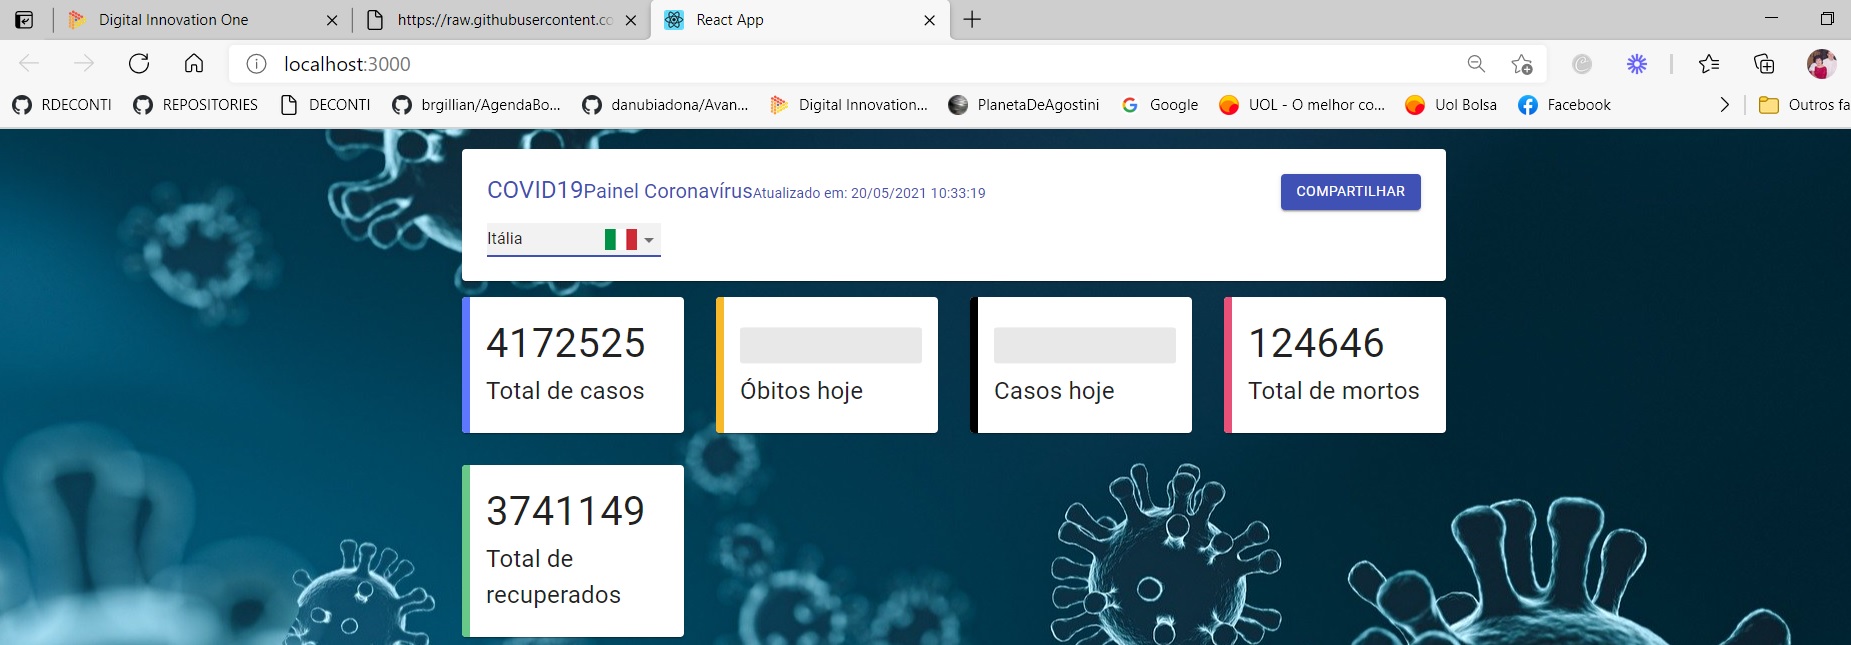 Digital Innovation One
https://raw.githubusercontent.co
React App
localhost:3000
RDECONTI
REPOSITORIES
DECONTI
brgillian/AgendaBo...
danubiadona/Avan...
Digital Innovation...
PlanetaDeAgostini
Google
UOL - O melhor co...
Uol Bolsa
Facebook
Outros fa
COVID19Painel CoronavírusAtualizado em: 20/05/2021 10:33:19
COMPARTILHAR
Itália
4172525
Total de casos
Óbitos hoje
Casos hoje
124646
Total de mortos
3741149
Total de
recuperados